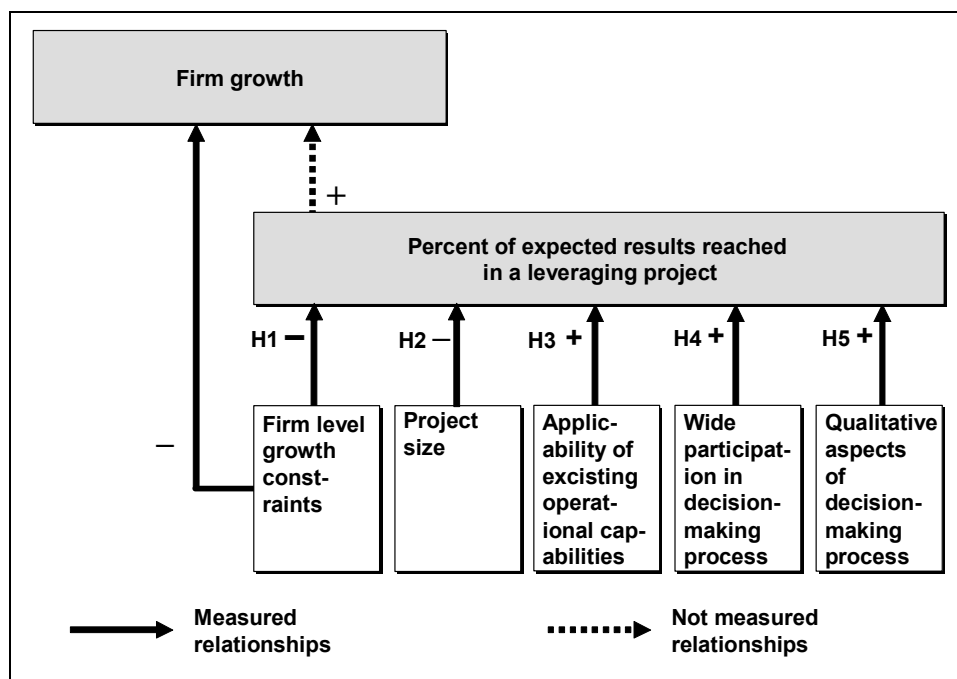 Firm growth
+
Percent of expected results reached
in a leveraging project
H1 –
H2 –
H3 +
H4 +
H5 +
–
Firm level
growth
const-
raints
Project
size
Applic-
ability of
excisting
operat-
ional cap-
abilities
Wide
participat-
ion in
decision-
making
process
Qualitative
aspects
of
decision-
making
process
Measured
relationships
Not measured
relationships